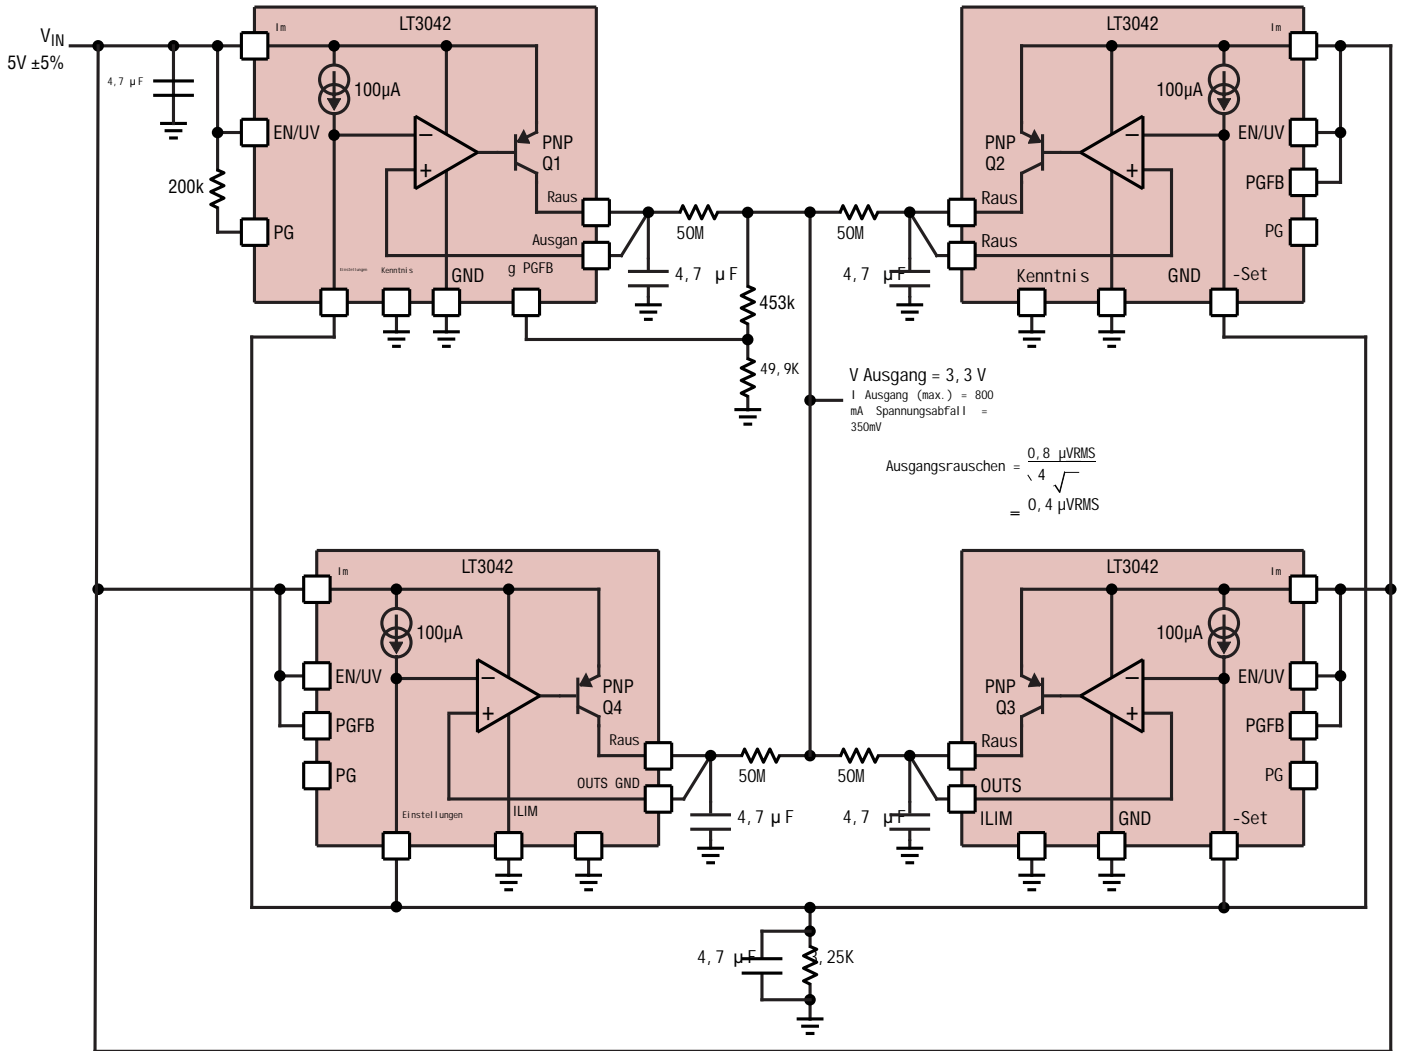 LT3042
Im
VIN
5V ±5%
4,7 µF
100µA
EN/UV
PNP
Q1
200k
Raus
PG
Ausgan
g PGFB
Einstellungen
Kenntnis
GND
50M
4,7 µF
453k
49,9K
LT3042
Im
100µA
EN/UV
PNP
Q2
PGFB
Raus
PG
Raus
Kenntnis
GND
-Set
50M
4,7 µF
V Ausgang = 3,3 V
I Ausgang (max.) = 800
mA Spannungsabfall =
350mV
Ausgangsrauschen = 0,8 µVRMS
√4
= 0,4 µVRMS
LT3042
Im
100µA
EN/UV
PNP
Q4
PGFB
Raus
PG
OUTS GND
Einstellungen
ILIM
50M
4,7 µF
LT3042
Im
100µA
EN/UV
PNP
Q3
PGFB
Raus
PG
OUTS
ILIM
GND
-Set
50M
4,7 µF
4,7 µF
,25K